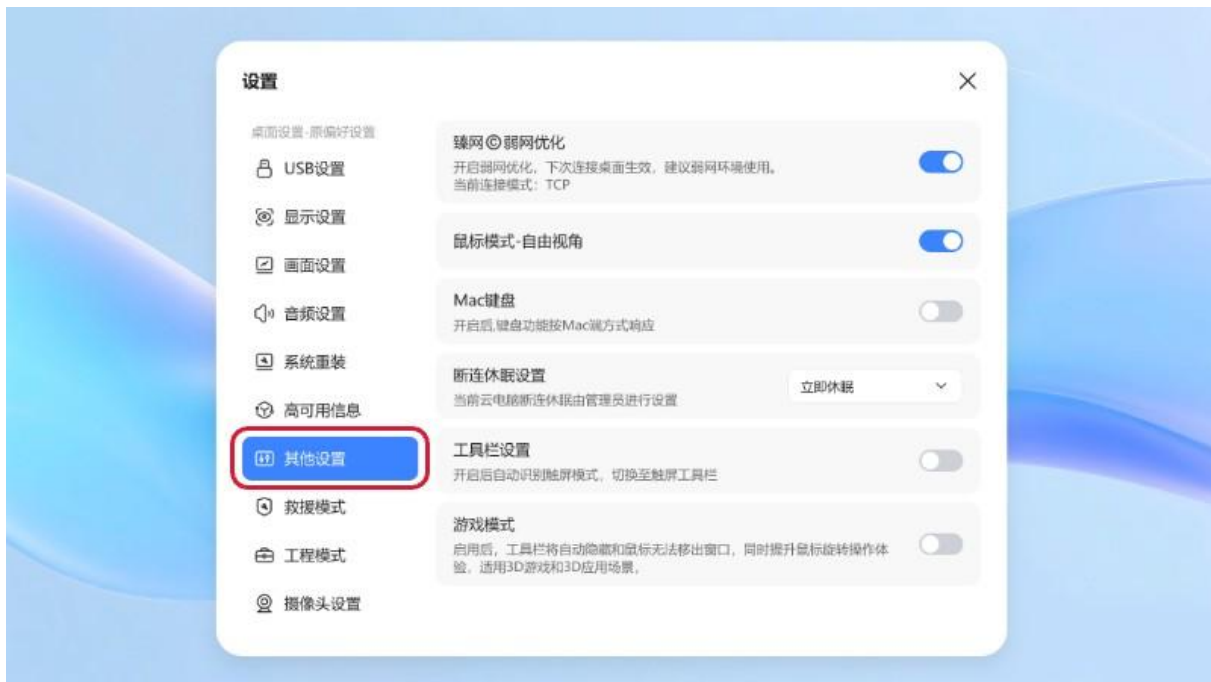 设置
桌面设置-原偏好设置
USB设置
显示设置
画面设置
音频设置
系统重装
高可用信息
其他设置
救援模式
工程模式
摄像头设置
臻网©弱网优化
开启弱网优化，下次连接桌面生效，建议弱网环境使用。
当前连接模式：TCP
鼠标模式-自由视角
Mac键盘
开启后,键盘功能按Mac端方式响应
断连休眠设置
当前云电脑断连休眠由管理员进行设置
立即休眠
工具栏设置
开启后自动识别触屏模式，切换至触屏工具栏
游戏模式
启用后，工具栏将自动隐藏和鼠标无法移出窗口，同时提升鼠标旋转操作体
验，适用3D游戏和3D应用场景，